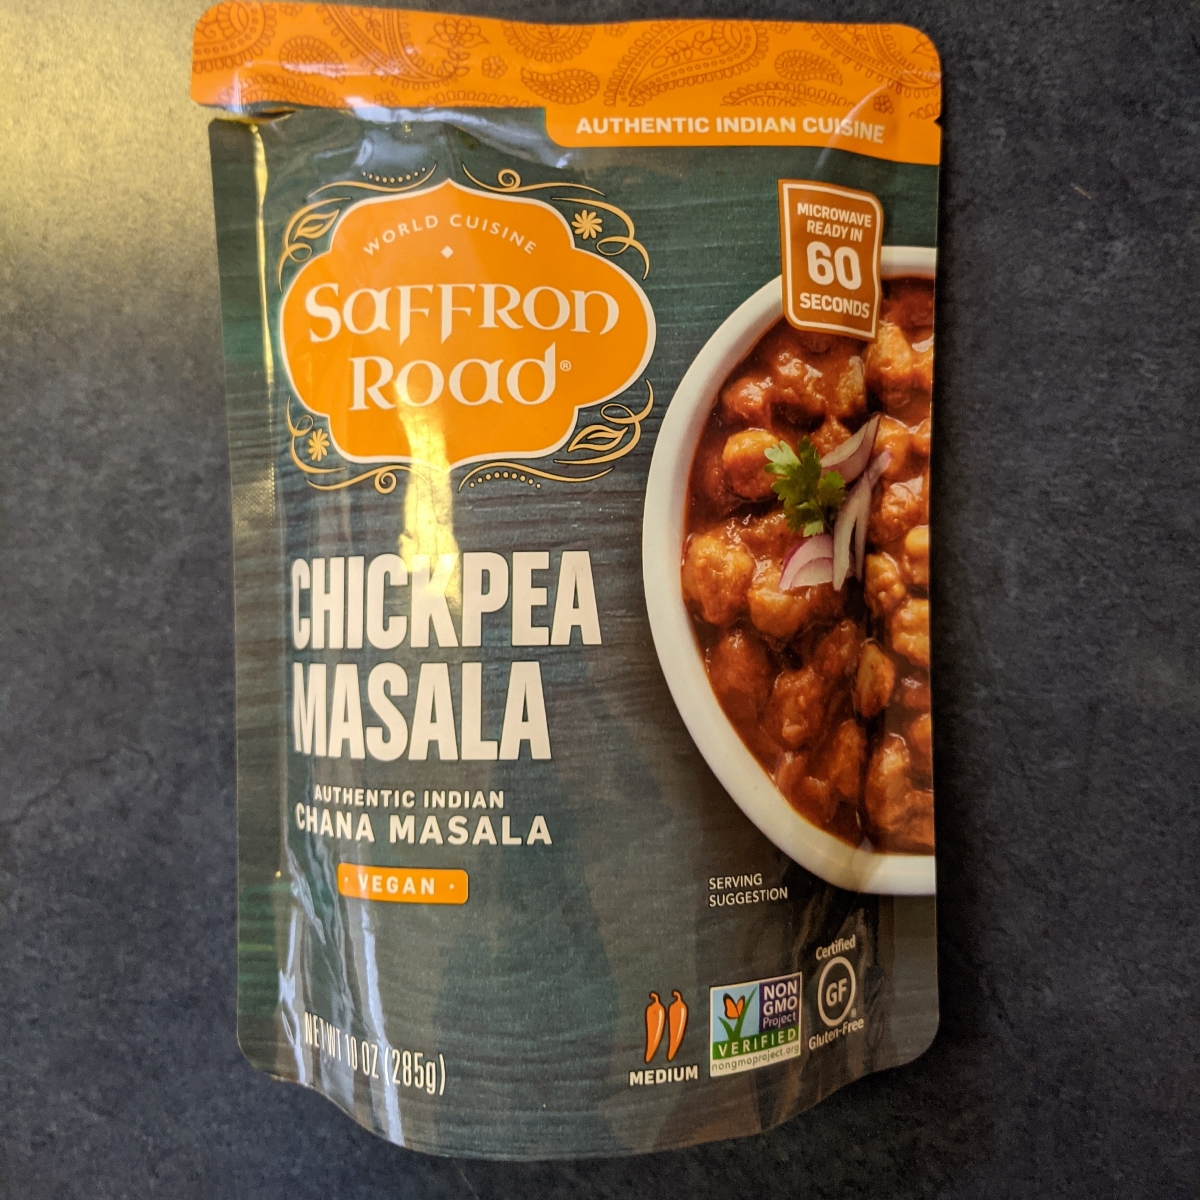 AUTHENTIC INDIAN CUISINE
MICROWAVE
READY IN
60
SECONDS
WORLD CUISINE
SAFFRON
ROAD®
CHICKPEA
MASALA
AUTHENTIC INDIAN
CHANA MASALA
· VEGAN ·
SERVING
SUGGESTION
NET WT 10 OZ (285g)
MEDIUM
NON
GMO
Project
VERIFIED
nongmoproject.org
Certified
GF
®
Gluten-Free